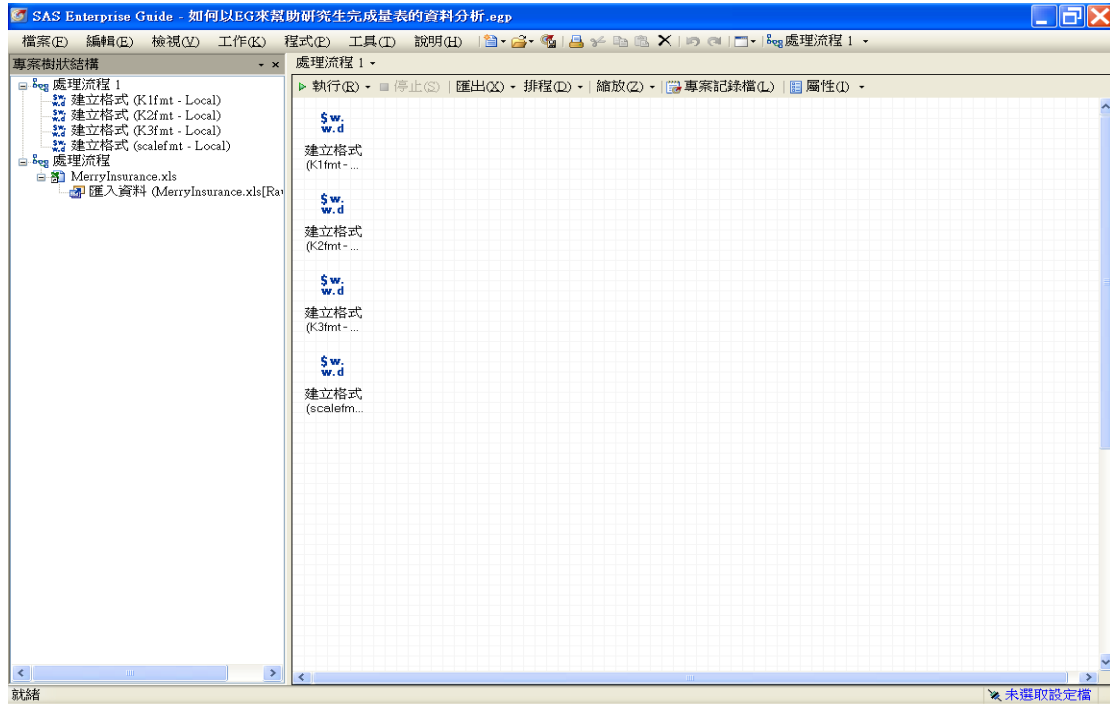 SAS Enterprise Guide - 如何以EG來幫助研究生完成量表的資料分析.egp
檔案(F) 編輯(E) 檢視(V) 工作(K) 程式(P) 工具(T) 說明(H) 處理流程 1
專案樹狀結構
處理流程 1
建立格式 (K1fmt - Local)
建立格式 (K2fmt - Local)
建立格式 (K3fmt - Local)
建立格式 (scalefmt - Local)
處理流程
MerryInsurance.xls
匯入資料 (MerryInsurance.xls[Ra
處理流程 1
執行(R) 停止(S) 匯出(X) 排程(D) 縮放(Z) 專案記錄檔(L) 屬性(I)
$w.
w.d
建立格式
(K1fmt-...
$w.
w.d
建立格式
(K2fmt-...
$w.
w.d
建立格式
(K3fmt-...
$w.
w.d
建立格式
(scalefm...
就緒
未選取設定檔